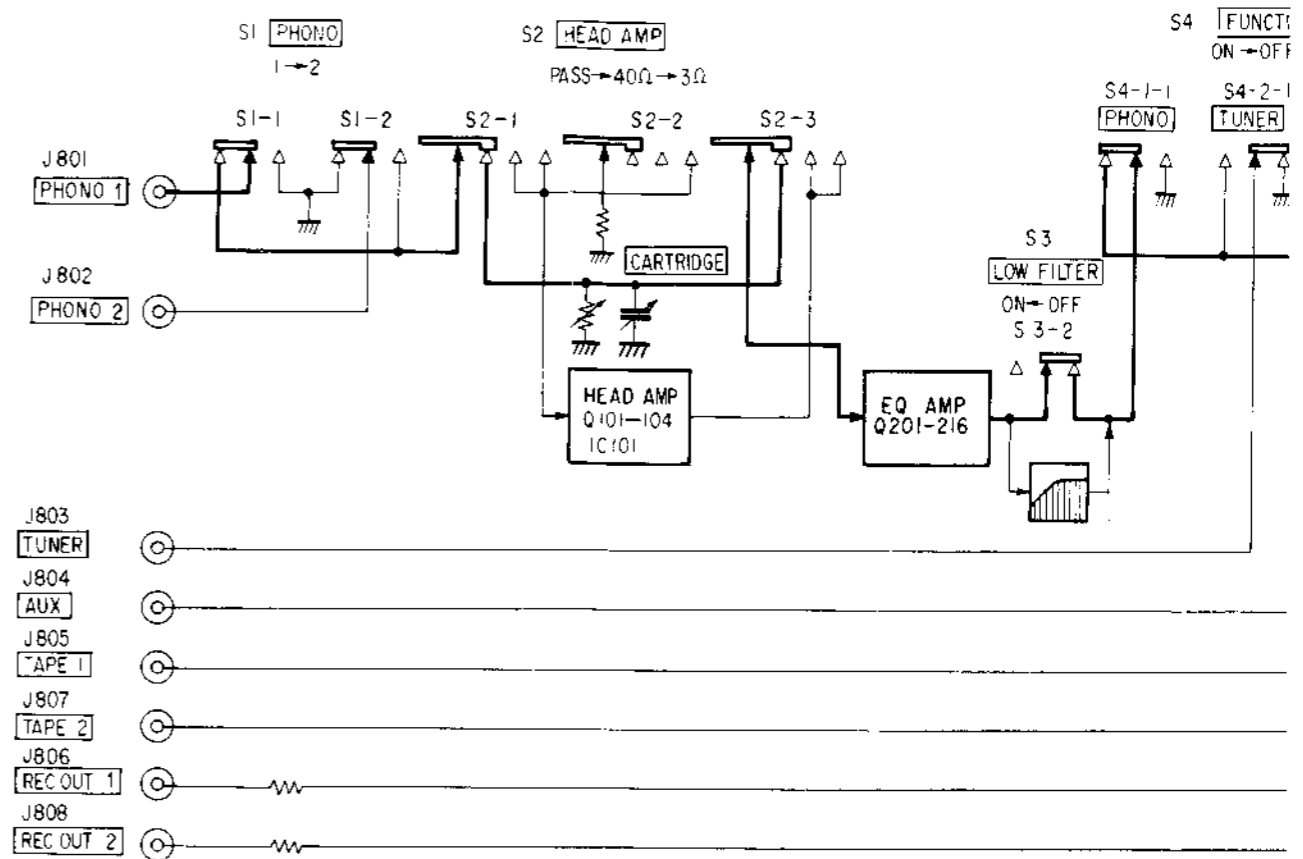 S1 PHONO
1→2
S2 HEAD AMP
PASS→40Ω→3Ω
S4 FUNCTI
ON→OFF
S1-1 S1-2 S2-1 S2-2 S2-3
S4-1-1
PHONO
S4-2-1
TUNER
J801
PHONO 1
J802
PHONO 2
CARTRIDGE
S3
LOW FILTER
ON←OFF
S3-2
HEAD AMP
Q101-104
IC101
EQ AMP
Q201-216
J803
TUNER
J804
AUX
J805
TAPE 1
J807
TAPE 2
J806
REC OUT 1
J808
REC OUT 2